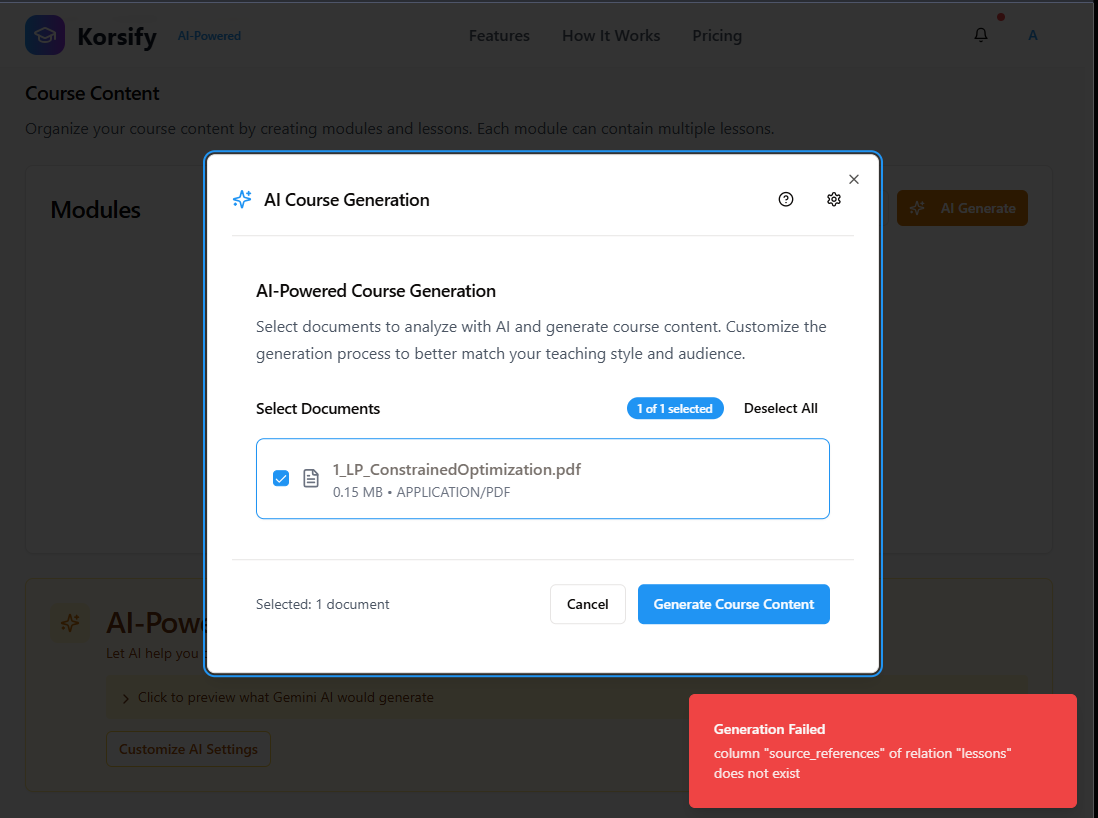 Korsify
AI-Powered
Features
How It Works
Pricing
A
Course Content
Organize your course content by creating modules and lessons. Each module can contain multiple lessons.
Modules
AI Generate
AI Course Generation
AI-Powered Course Generation
Select documents to analyze with AI and generate course content. Customize the
generation process to better match your teaching style and audience.
Select Documents
1 of 1 selected
Deselect All
1_LP_ConstrainedOptimization.pdf
0.15 MB • APPLICATION/PDF
Selected: 1 document
Cancel
Generate Course Content
AI-Powe
Let AI help you
Click to preview what Gemini AI would generate
Customize AI Settings
Generation Failed
column "source_references" of relation "lessons"
does not exist